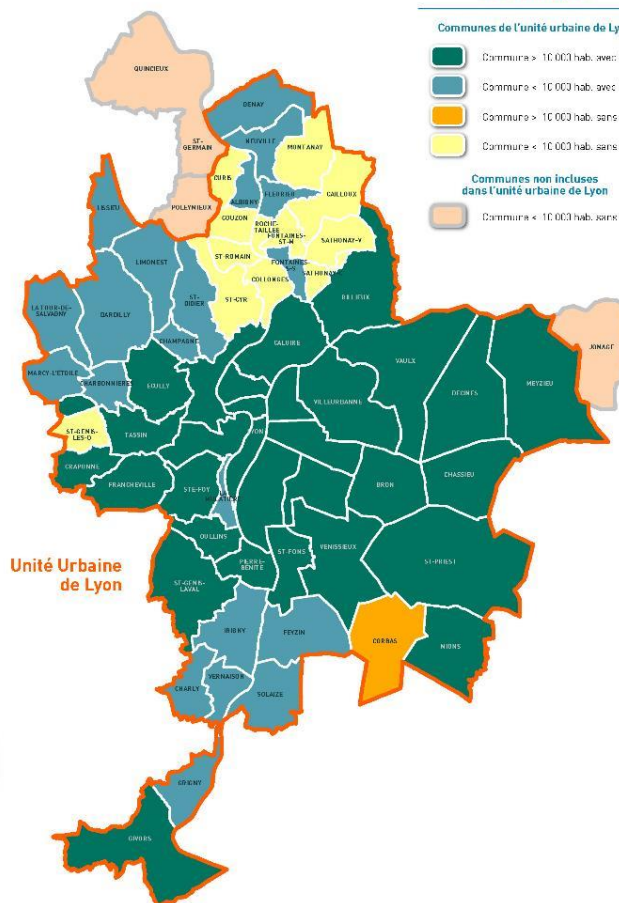 Communes de l'unité urbaine de Ly
Commune > 10 000 hab. avec
Commune < 10 000 hab. avec
Commune > 10 000 hab. sans
Commune < 10 000 hab. sans
Communes non incluses
dans l'unité urbaine de Lyon
Commune < 10 000 hab. sans
QUINCIEUX
ST-
GERMAIN
POLEYMIEUX
GENAY
NEUVILLE
MONTANAY
CURIS
ALBIGNY
FLEURIEU
CAILLOUX
COUZON
ROCHE-
TAILLEE
FONTAINES-
ST-M
SATHONAY-V
ST-ROMAIN
FONTAINES
COLLONGES
ST-CYR
LISSIEU
LIMONEST
ST-
DIDIER
LA TOUR-DE-
SALVAGNY
DARDILLY
CHAMPAGNE
RILLIEUX
JONAGE
MARCY-L'ETOILE
CHARBONNIERES
ECULLY
CALUIRE
VAULX
DECINES
MEYZIEU
VILLEURBANNE
ST-GENIS-
LES-O
TASSIN
LYON
CRAPONNE
FRANCHEVILLE
STE-FOY
LA
MULATIERE
BRON
CHASSIEU
OULLINS
ST-FONS
VENISSIEUX
ST-PRIEST
PIERRE-
BENITE
ST-GENIS-
LAVAL
Unité Urbaine
de Lyon
IRIGNY
FEYZIN
CORBAS
MIONS
VERNAISON
CHARLY
SOLAIZE
GRIGNY
GIVORS